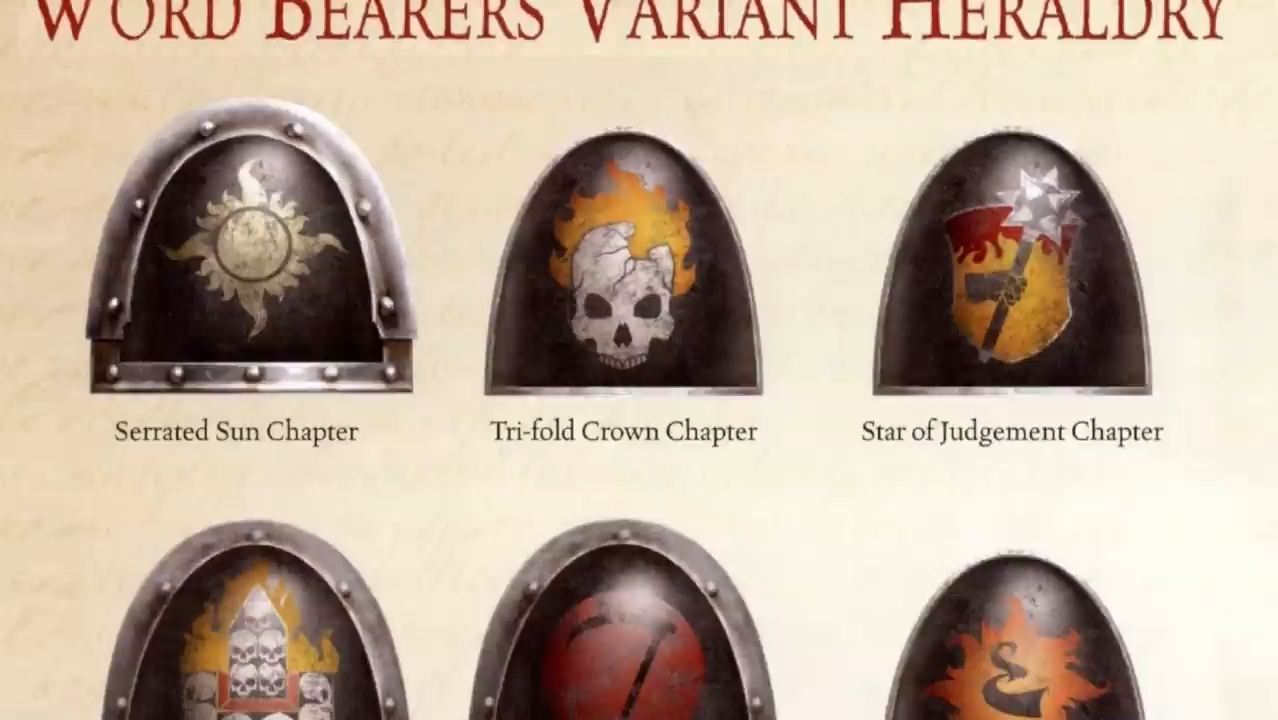 WORD BEARERS VARIANT HERALDRY
Serrated Sun Chapter
Tri-fold Crown Chapter
Star of Judgement Chapter